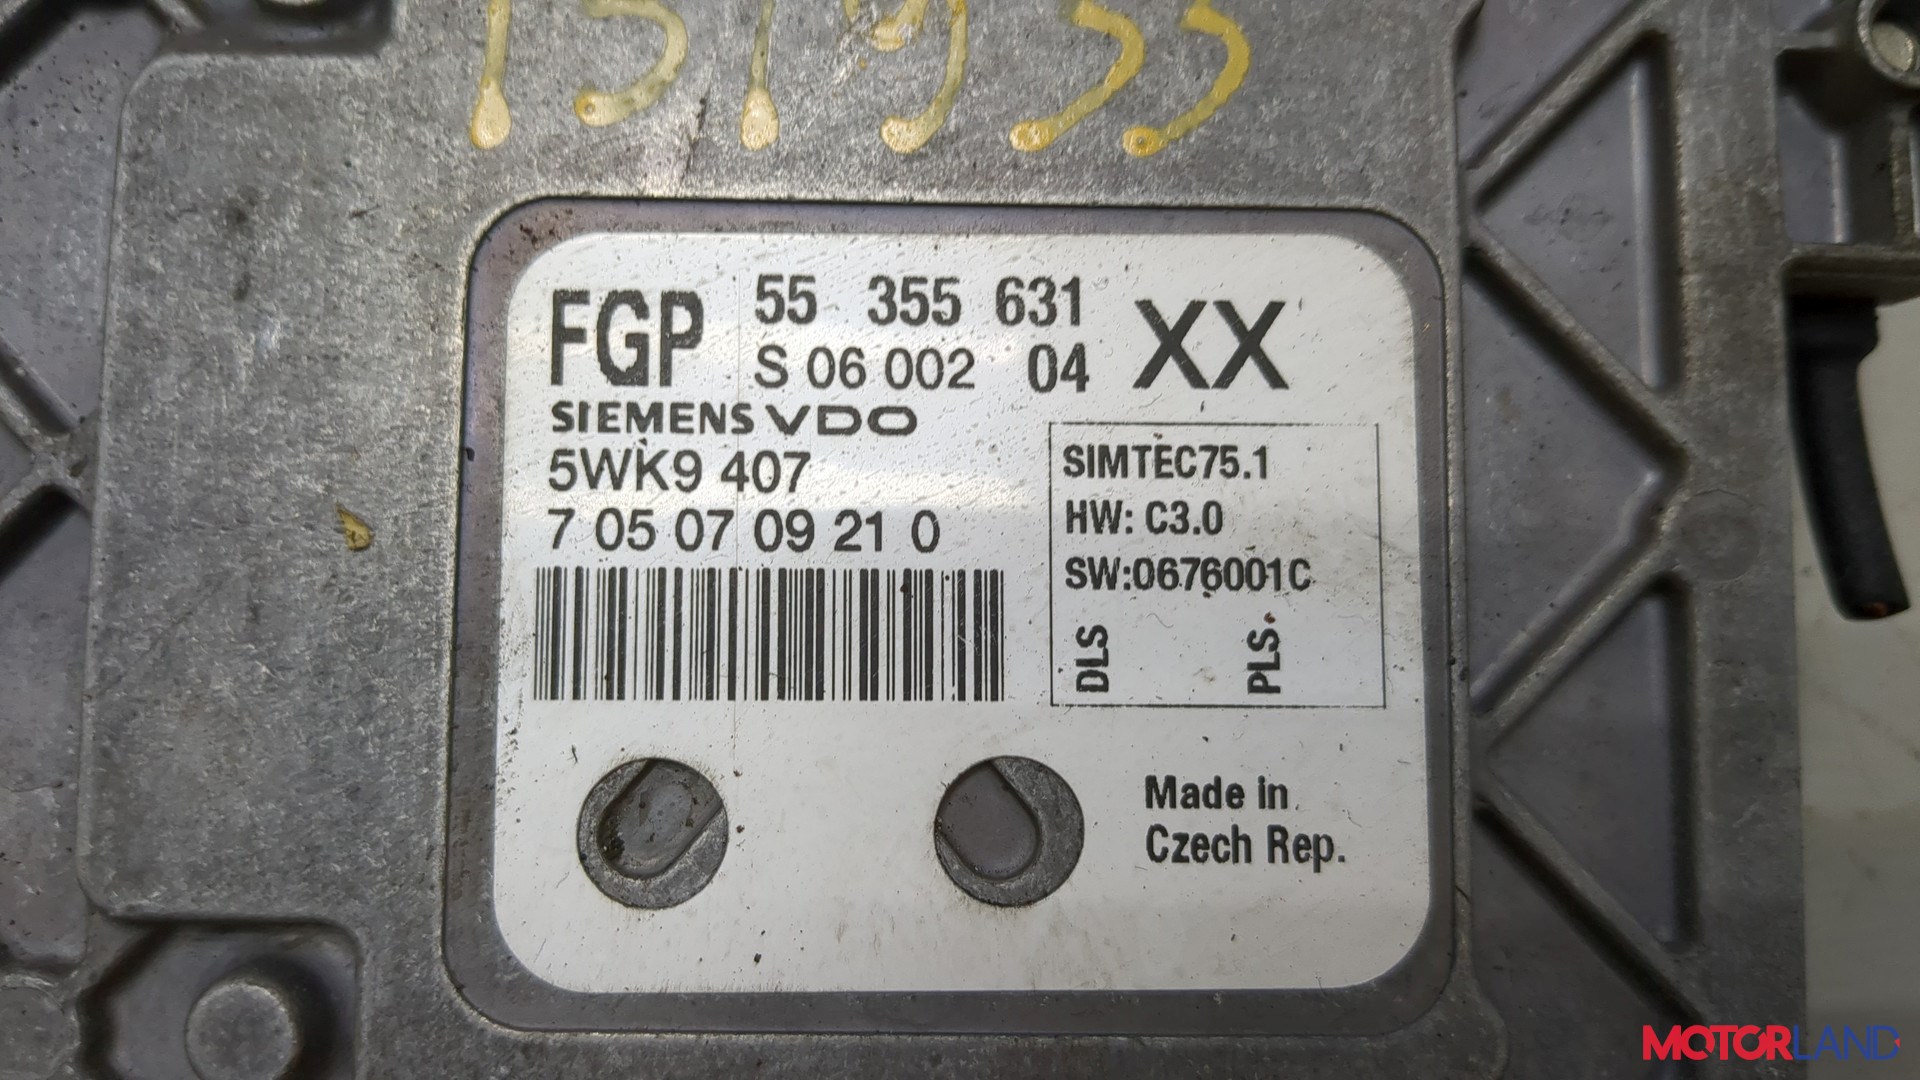 FGP 55 355 631 XX
S 06 002 04
SIEMENS VDO
5WK9 407
7 05 07 09 21 0
SIMTEC75.1
HW: C3.0
SW:0676001C
DLS PLS
Made in
Czech Rep.
MOTORLAND